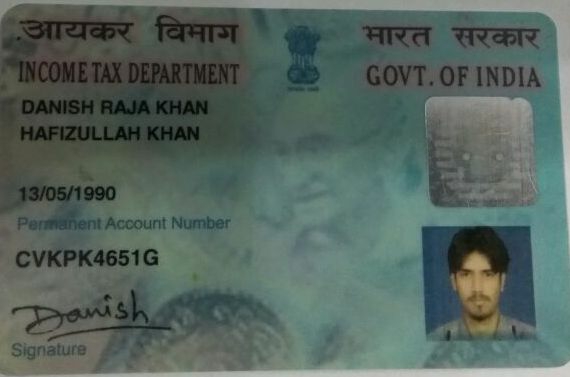 आयकर विभाग
भारत सरकार
INCOME TAX DEPARTMENT
GOVT. OF INDIA
DANISH RAJA KHAN
HAFIZULLAH KHAN
13/05/1990
Permanent Account Number
CVKPK4651G
Danish
Signature